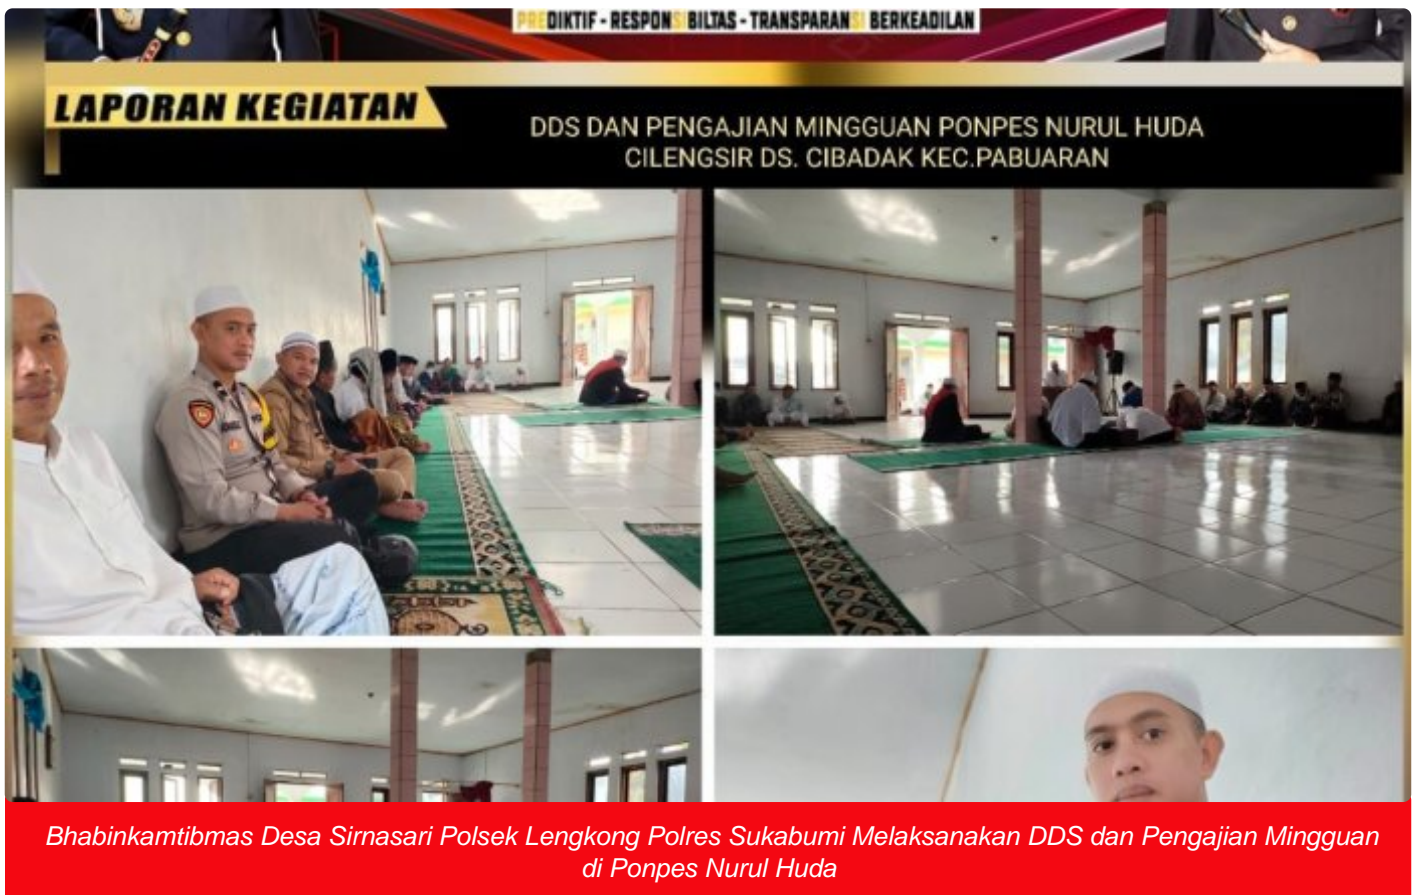 PREDIKTIF - RESPONSIBILTAS - TRANSPARANSI BERKEADILAN
LAPORAN KEGIATAN
DDS DAN PENGAJIAN MINGGUAN PONPES NURUL HUDA
CILENGSIR DS. CIBADAK KEC.PABUARAN
Bhabinkamtibmas Desa Sirnasari Polsek Lengkong Polres Sukabumi Melaksanakan DDS dan Pengajian Mingguan
di Ponpes Nurul Huda